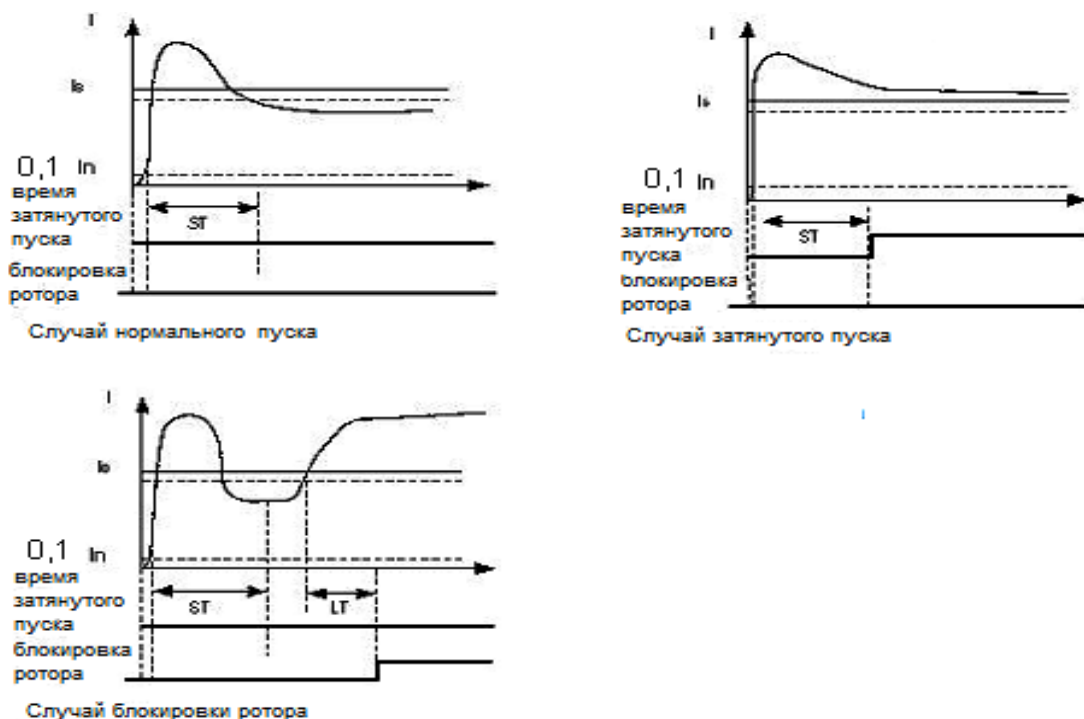 I
Is
0,1 In
время
затянутого
пуска
ST
блокировка
ротора
Случай нормального пуска
I
Is
0,1 In
время
затянутого
пуска
ST
блокировка
ротора
Случай затянутого пуска
I
Is
0,1 In
время
затянутого
пуска
ST
LT
блокировка
ротора
Случай блокировки ротора